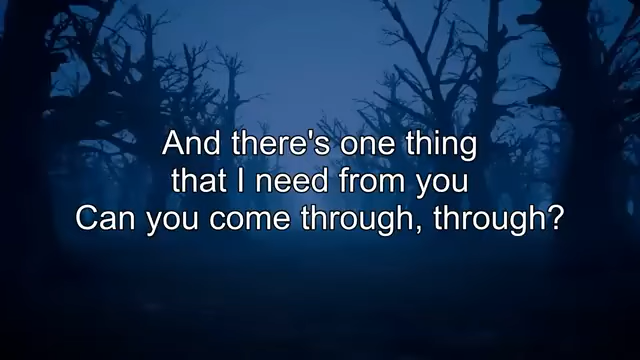 And there's one thing
that I need from you
Can you come through, through?